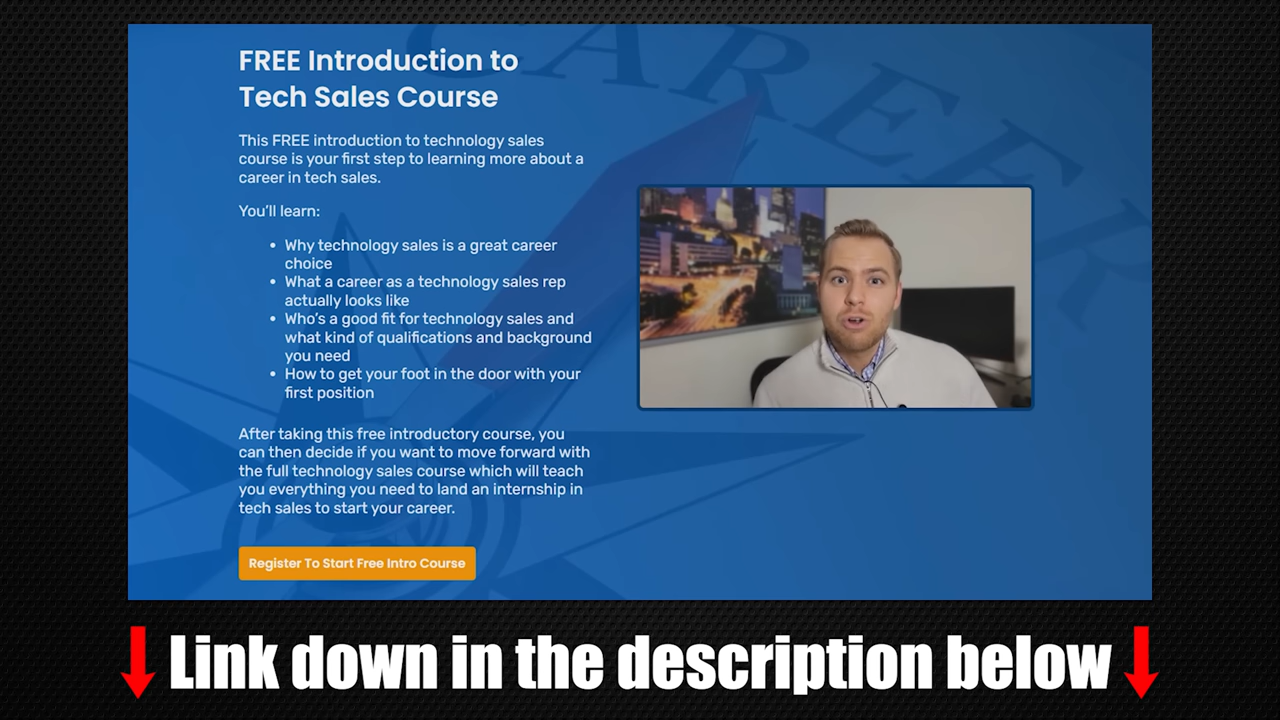 CAREER
FREE Introduction to
Tech Sales Course
This FREE introduction to technology sales
course is your first step to learning more about a
career in tech sales.
You'll learn:
• Why technology sales is a great career
choice
• What a career as a technology sales rep
actually looks like
• Who's a good fit for technology sales and
what kind of qualifications and background
you need
• How to get your foot in the door with your
first position
After taking this free introductory course, you
can then decide if you want to move forward with
the full technology sales course which will teach
you everything you need to land an internship in
tech sales to start your career.
Register To Start Free Intro Course
Link down in the description below